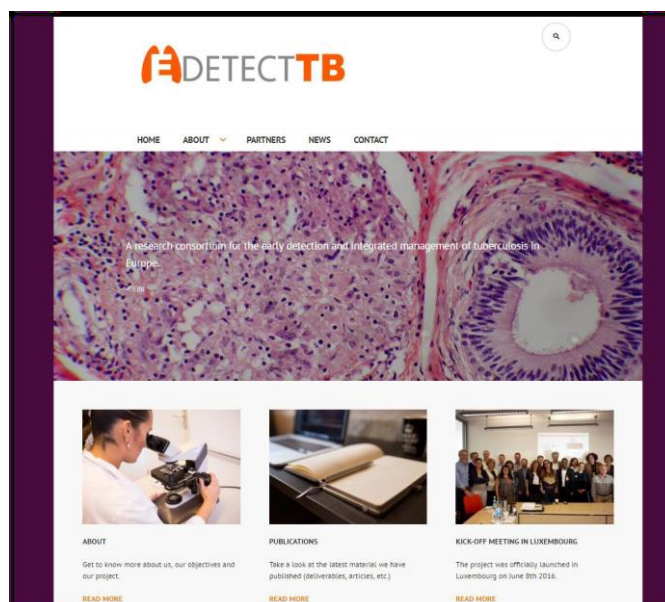 EDETECTTB
HOME ABOUT PARTNERS NEWS CONTACT
A research consortium for the early detection and integrated management of tuberculosis in
Europe.
ABOUT
Get to know more about us, our objectives and
our project.
READ MORE
PUBLICATIONS
Take a look at the latest material we have
published (deliverables, articles, etc.)
READ MORE
KICK-OFF MEETING IN LUXEMBOURG
The project was officially launched in
Luxembourg on June 8th 2016.
READ MORE